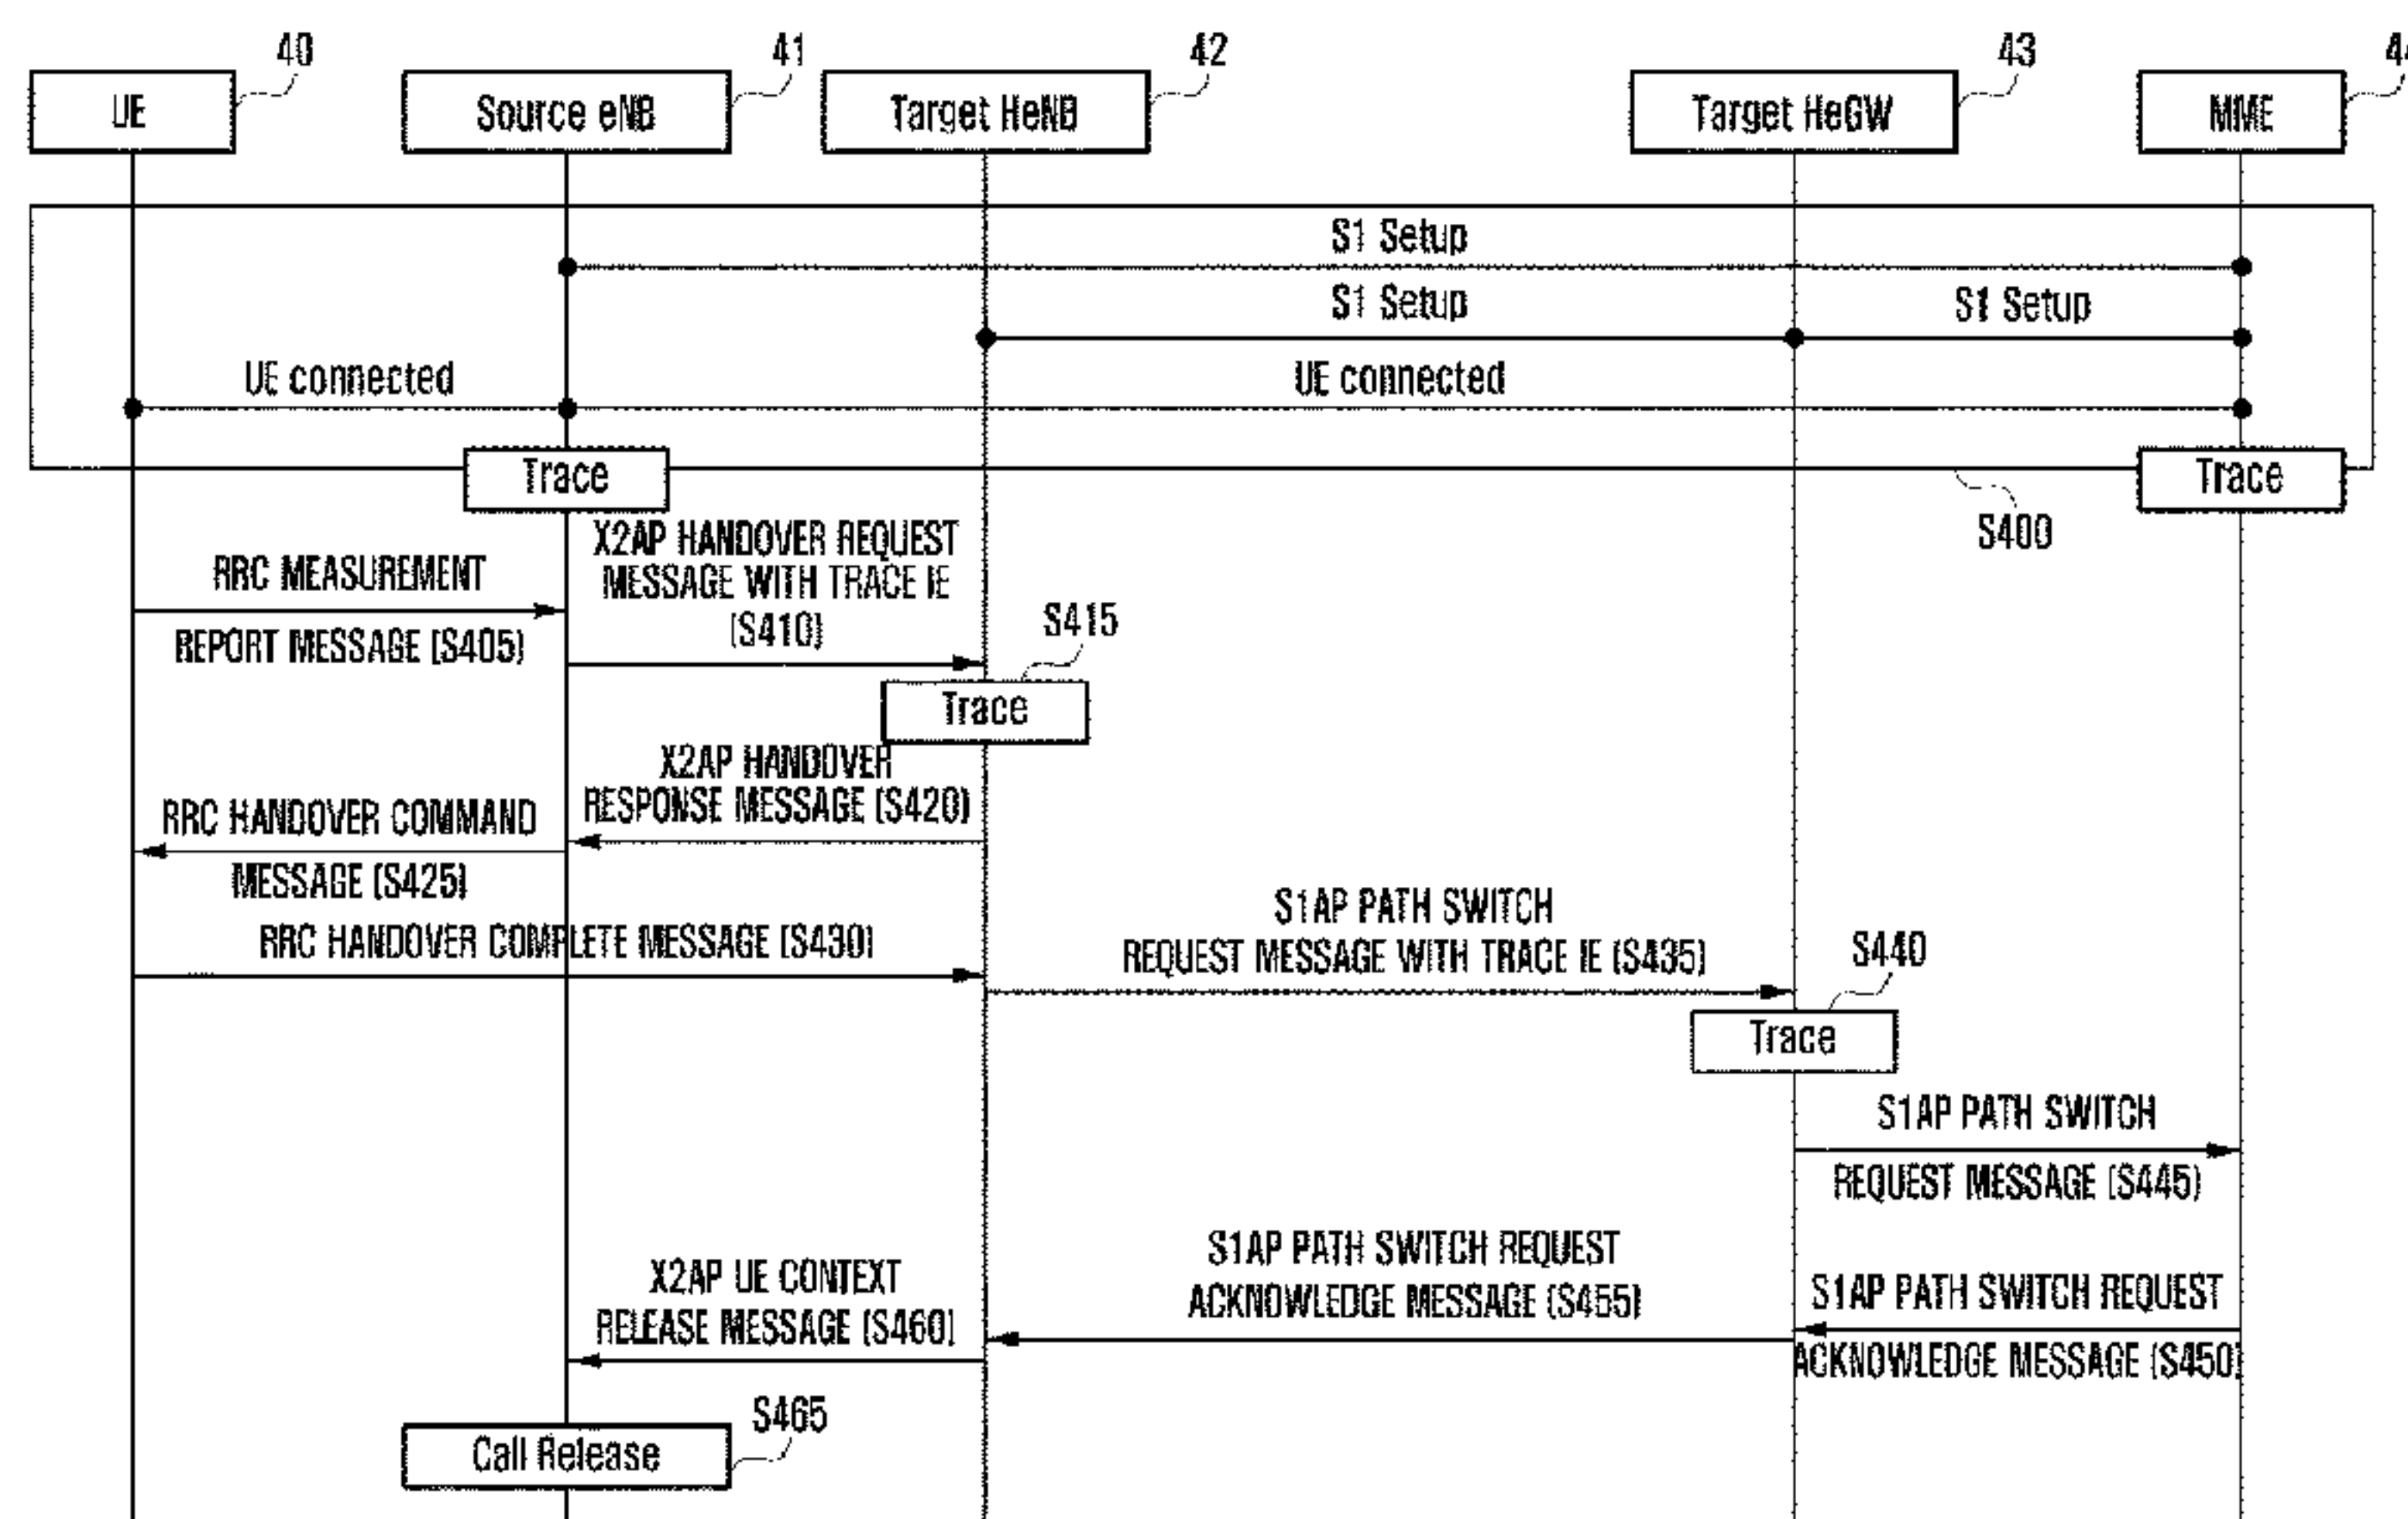 40
41
42
43
UE
Source eNB
Target HeNB
Target HeGW
MME
S1 Setup
S1 Setup
S1 Setup
UE connected
UE connected
Trace
Trace
S400
RRC MEASUREMENT
REPORT MESSAGE (S405)
X2AP HANDOVER REQUEST
MESSAGE WITH TRACE IE
(S410)
S415
Trace
X2AP HANDOVER
RESPONSE MESSAGE (S420)
RRC HANDOVER COMMAND
MESSAGE (S425)
RRC HANDOVER COMPLETE MESSAGE (S430)
S1AP PATH SWITCH
REQUEST MESSAGE WITH TRACE IE (S435)
S440
Trace
S1AP PATH SWITCH
REQUEST MESSAGE (S445)
S1AP PATH SWITCH REQUEST
ACKNOWLEDGE MESSAGE (S450)
S1AP PATH SWITCH REQUEST
ACKNOWLEDGE MESSAGE (S455)
X2AP UE CONTEXT
RELEASE MESSAGE (S460)
S465
Call Release